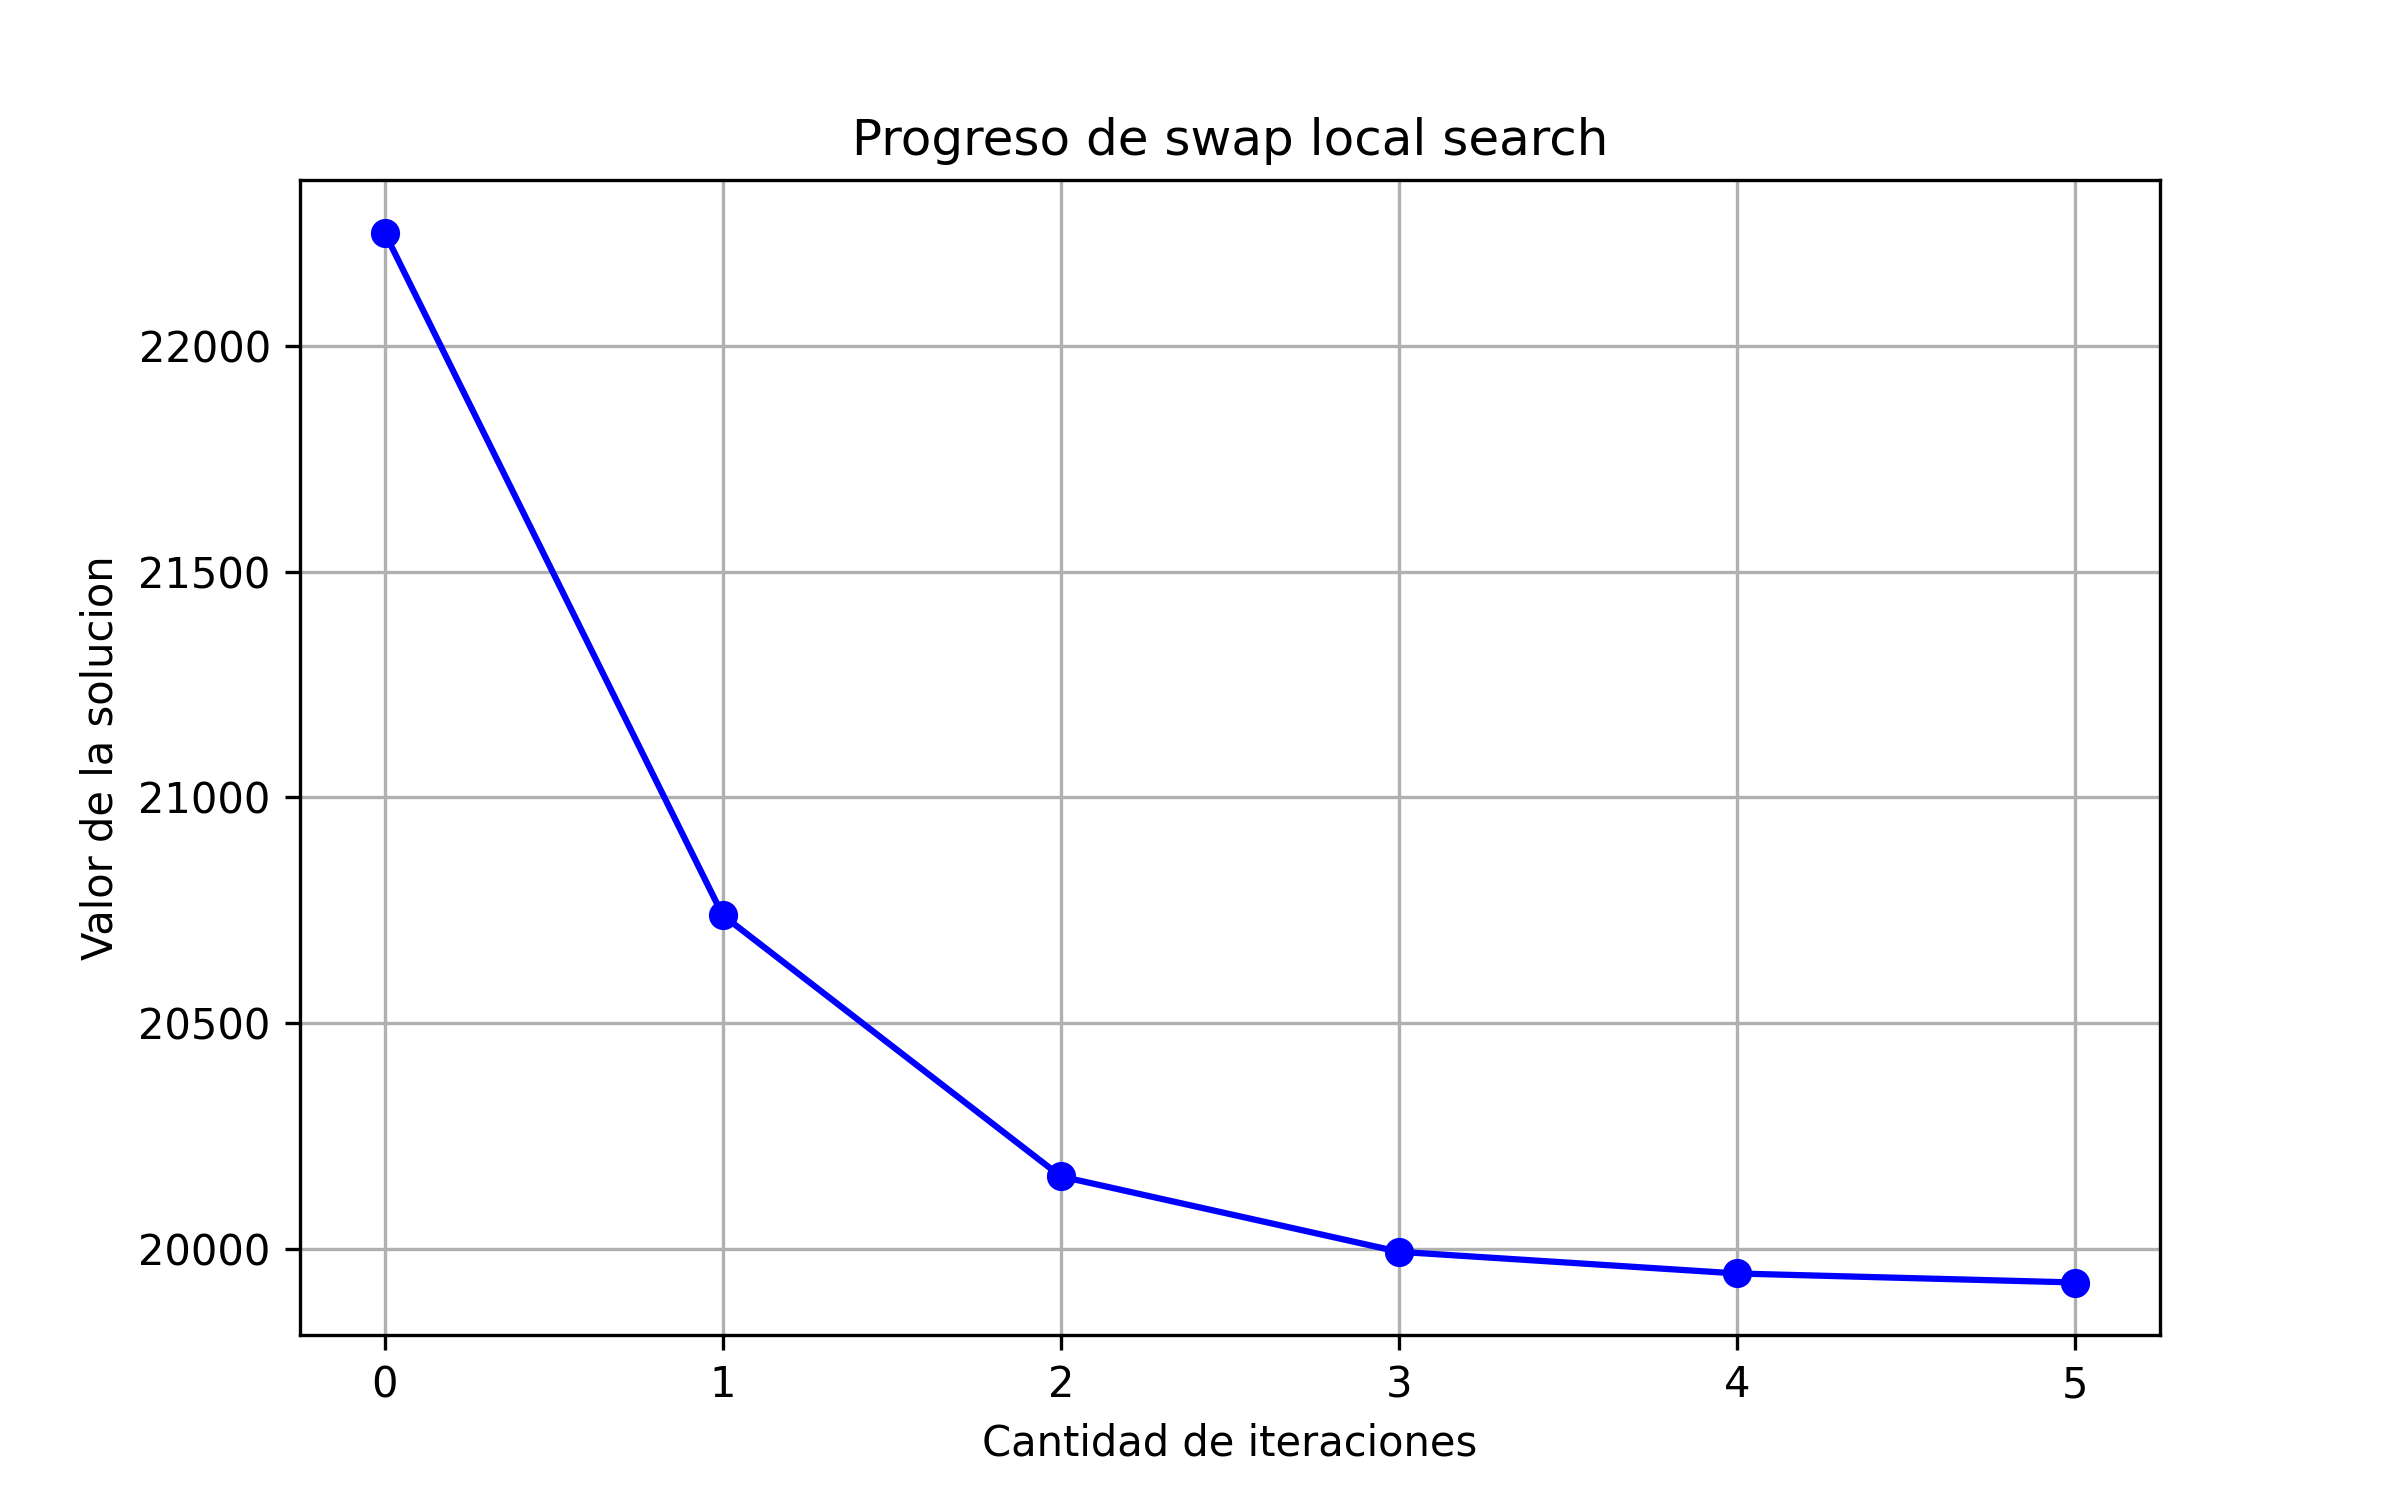 Progreso de swap local search
Valor de la solucion
22000
21500
21000
20500
20000
0 1 2 3 4 5
Cantidad de iteraciones